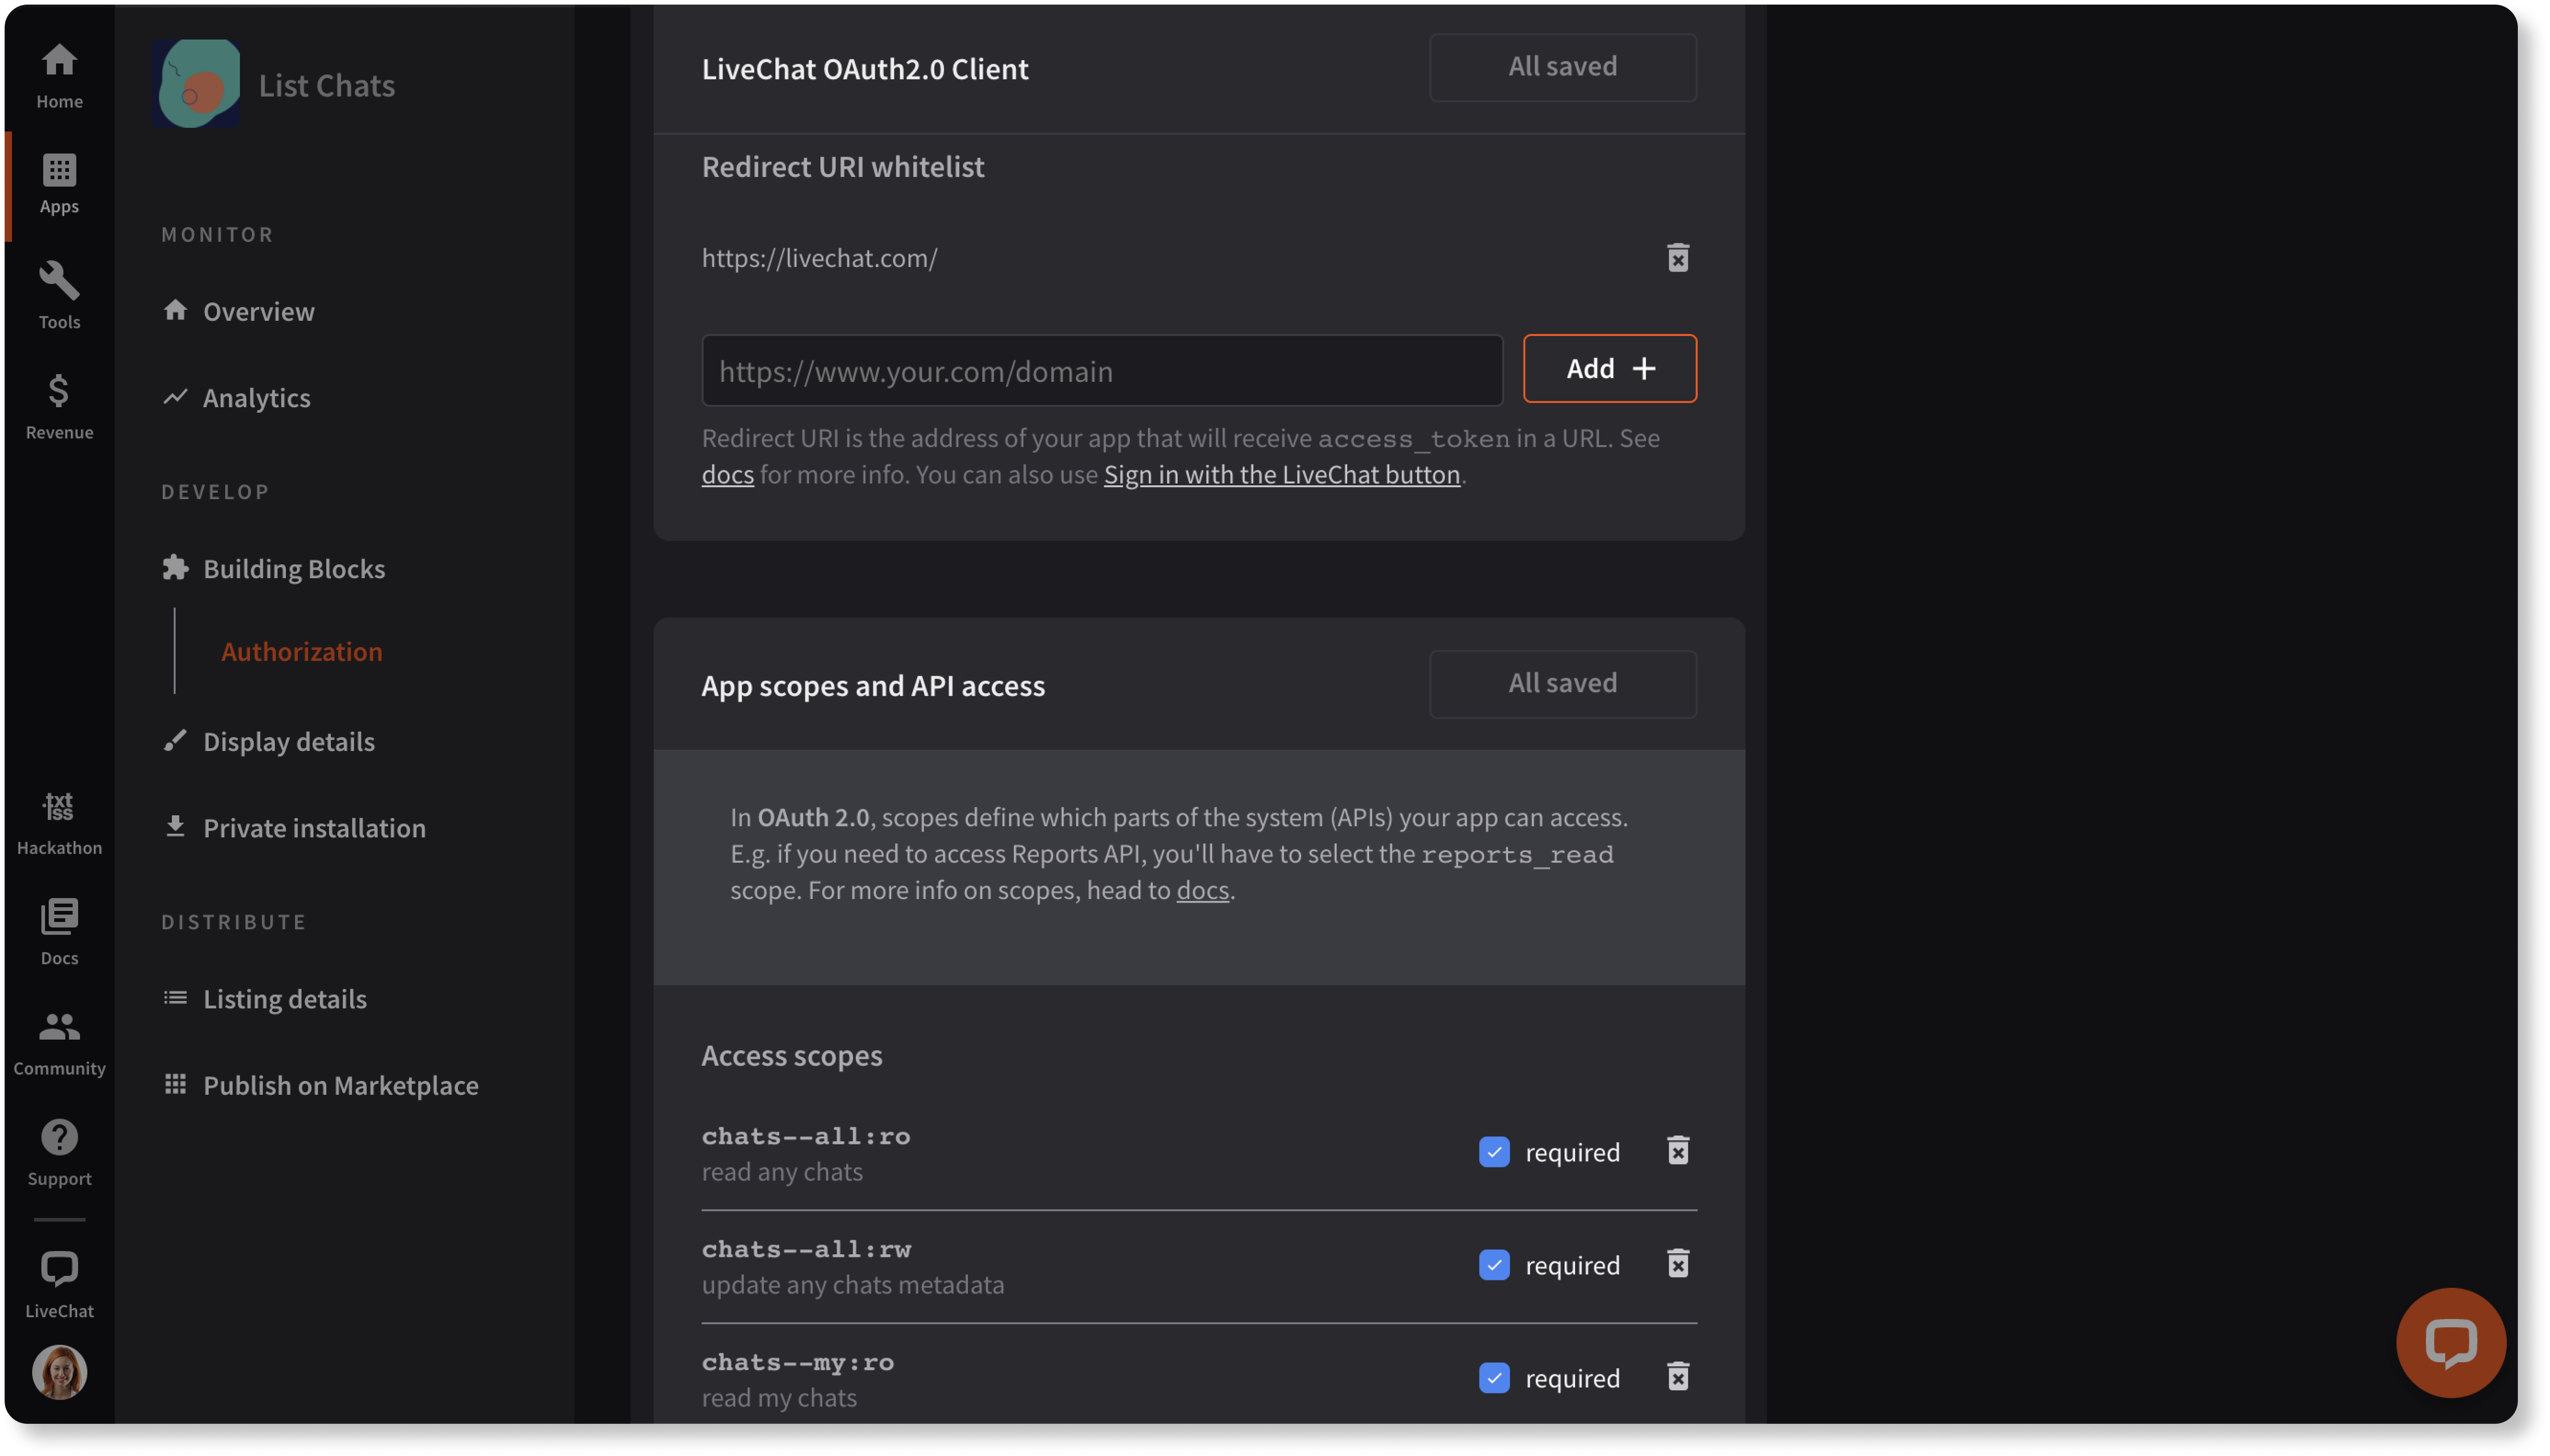 Home
Apps
Tools
Revenue
.txt
ss
Hackathon
Docs
Community
Support
LiveChat
List Chats
MONITOR
Overview
Analytics
DEVELOP
Building Blocks
Authorization
Display details
Private installation
DISTRIBUTE
Listing details
Publish on Marketplace
LiveChat OAuth2.0 Client
All saved
Redirect URI whitelist
https://livechat.com/
https://www.your.com/domain
Add +
Redirect URI is the address of your app that will receive access_token in a URL. See
docs for more info. You can also use Sign in with the LiveChat button.
App scopes and API access
All saved
In OAuth 2.0, scopes define which parts of the system (APIs) your app can access.
E.g. if you need to access Reports API, you'll have to select the reports_read
scope. For more info on scopes, head to docs.
Access scopes
chats--all:ro
read any chats
required
chats--all:rw
update any chats metadata
required
chats--my:ro
read my chats
required